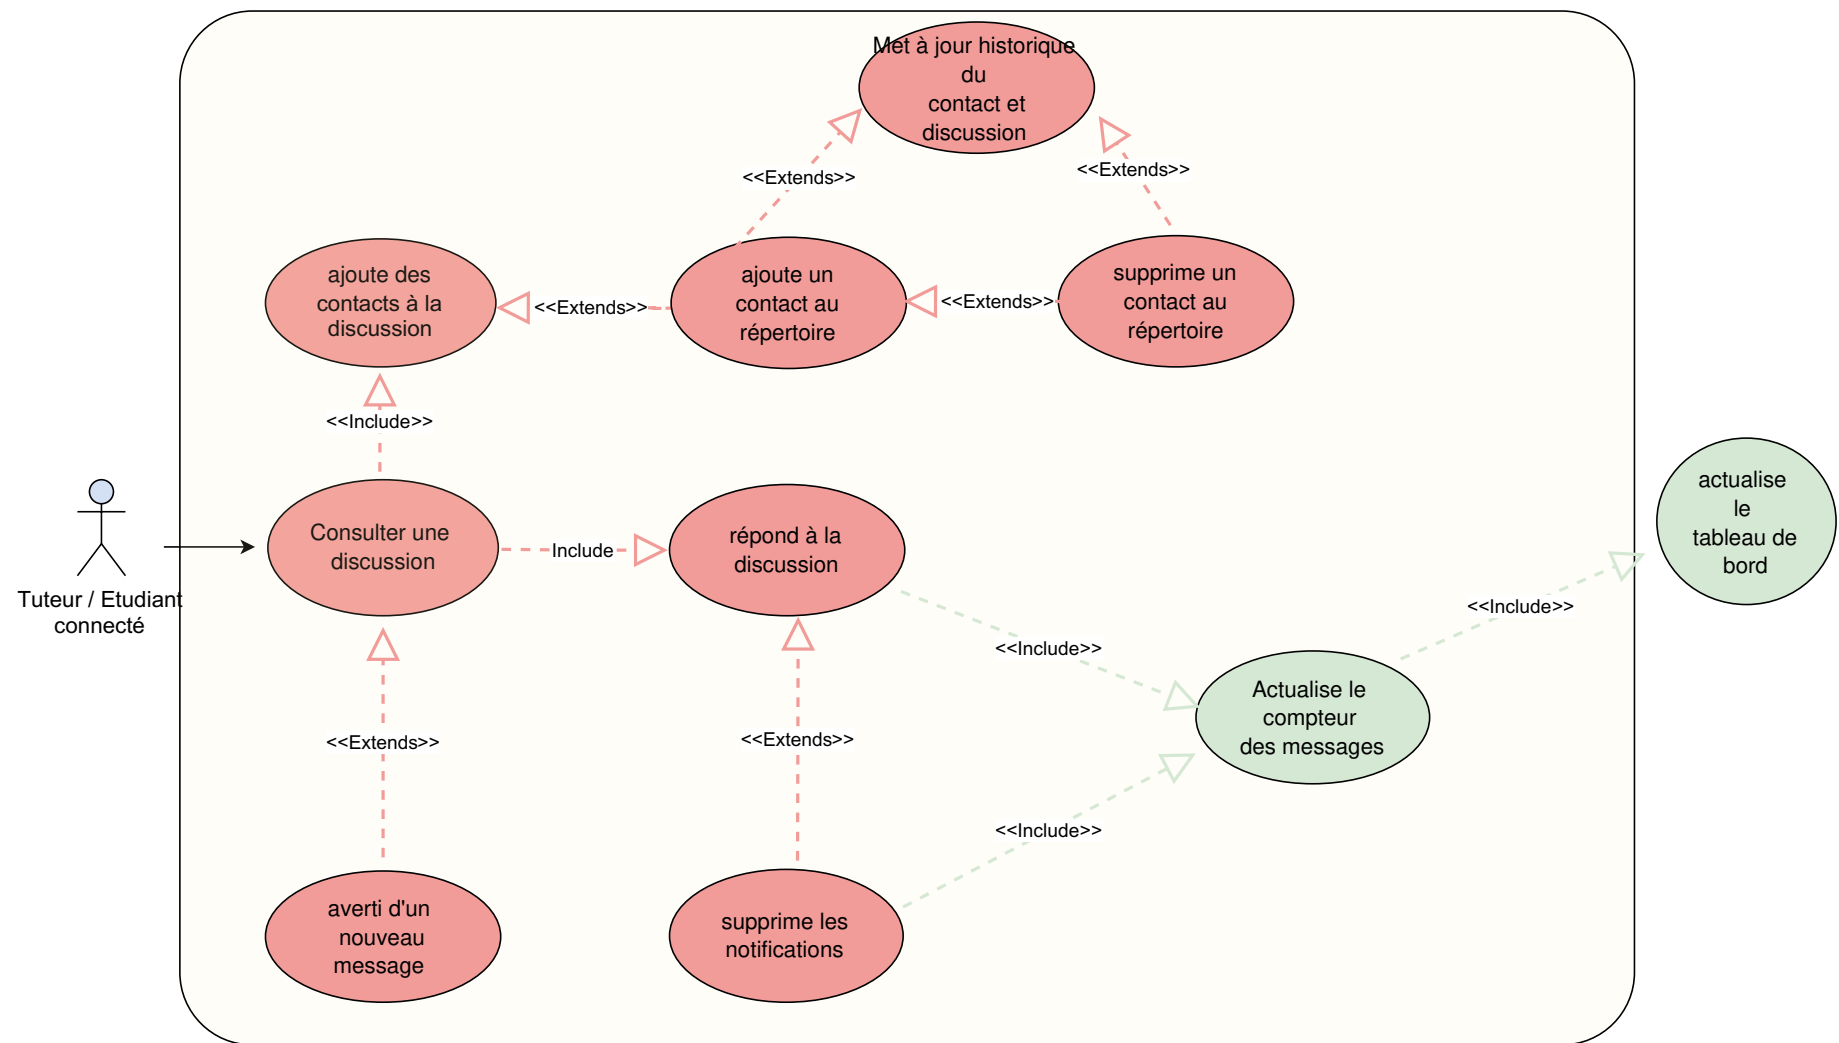 Met à jour historique
du
contact et
discussion
<<Extends>>
<<Extends>>
ajoute des
contacts à la
discussion
<<Extends>>
ajoute un
contact au
répertoire
<<Extends>>
supprime un
contact au
répertoire
<<Include>>
Tuteur / Etudiant
connecté
Consulter une
discussion
Include
répond à la
discussion
actualise
le
tableau de
bord
<<Include>>
<<Include>>
Actualise le
compteur
des messages
<<Extends>>
<<Extends>>
<<Include>>
averti d'un
nouveau
message
supprime les
notifications